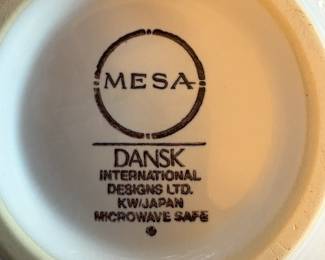 MESA
DANSK
INTERNATIONAL
DESIGNS LTD.
KW/JAPAN
MICROWAVE SAFE